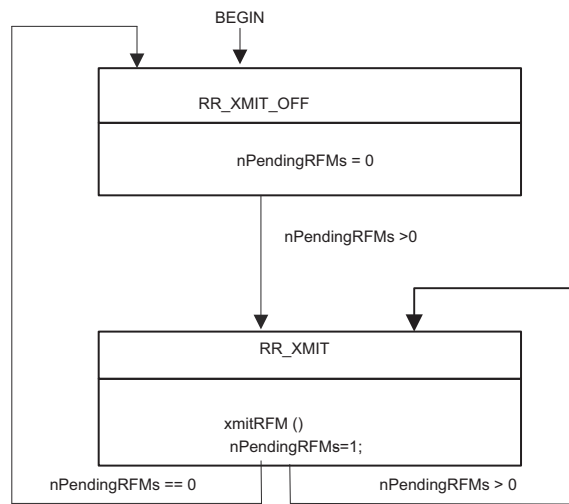 BEGIN
RR_XMIT_OFF
nPendingRFMs = 0
nPendingRFMs >0
RR_XMIT
xmitRFM ()
nPendingRFMs=1;
nPendingRFMs == 0
nPendingRFMs > 0